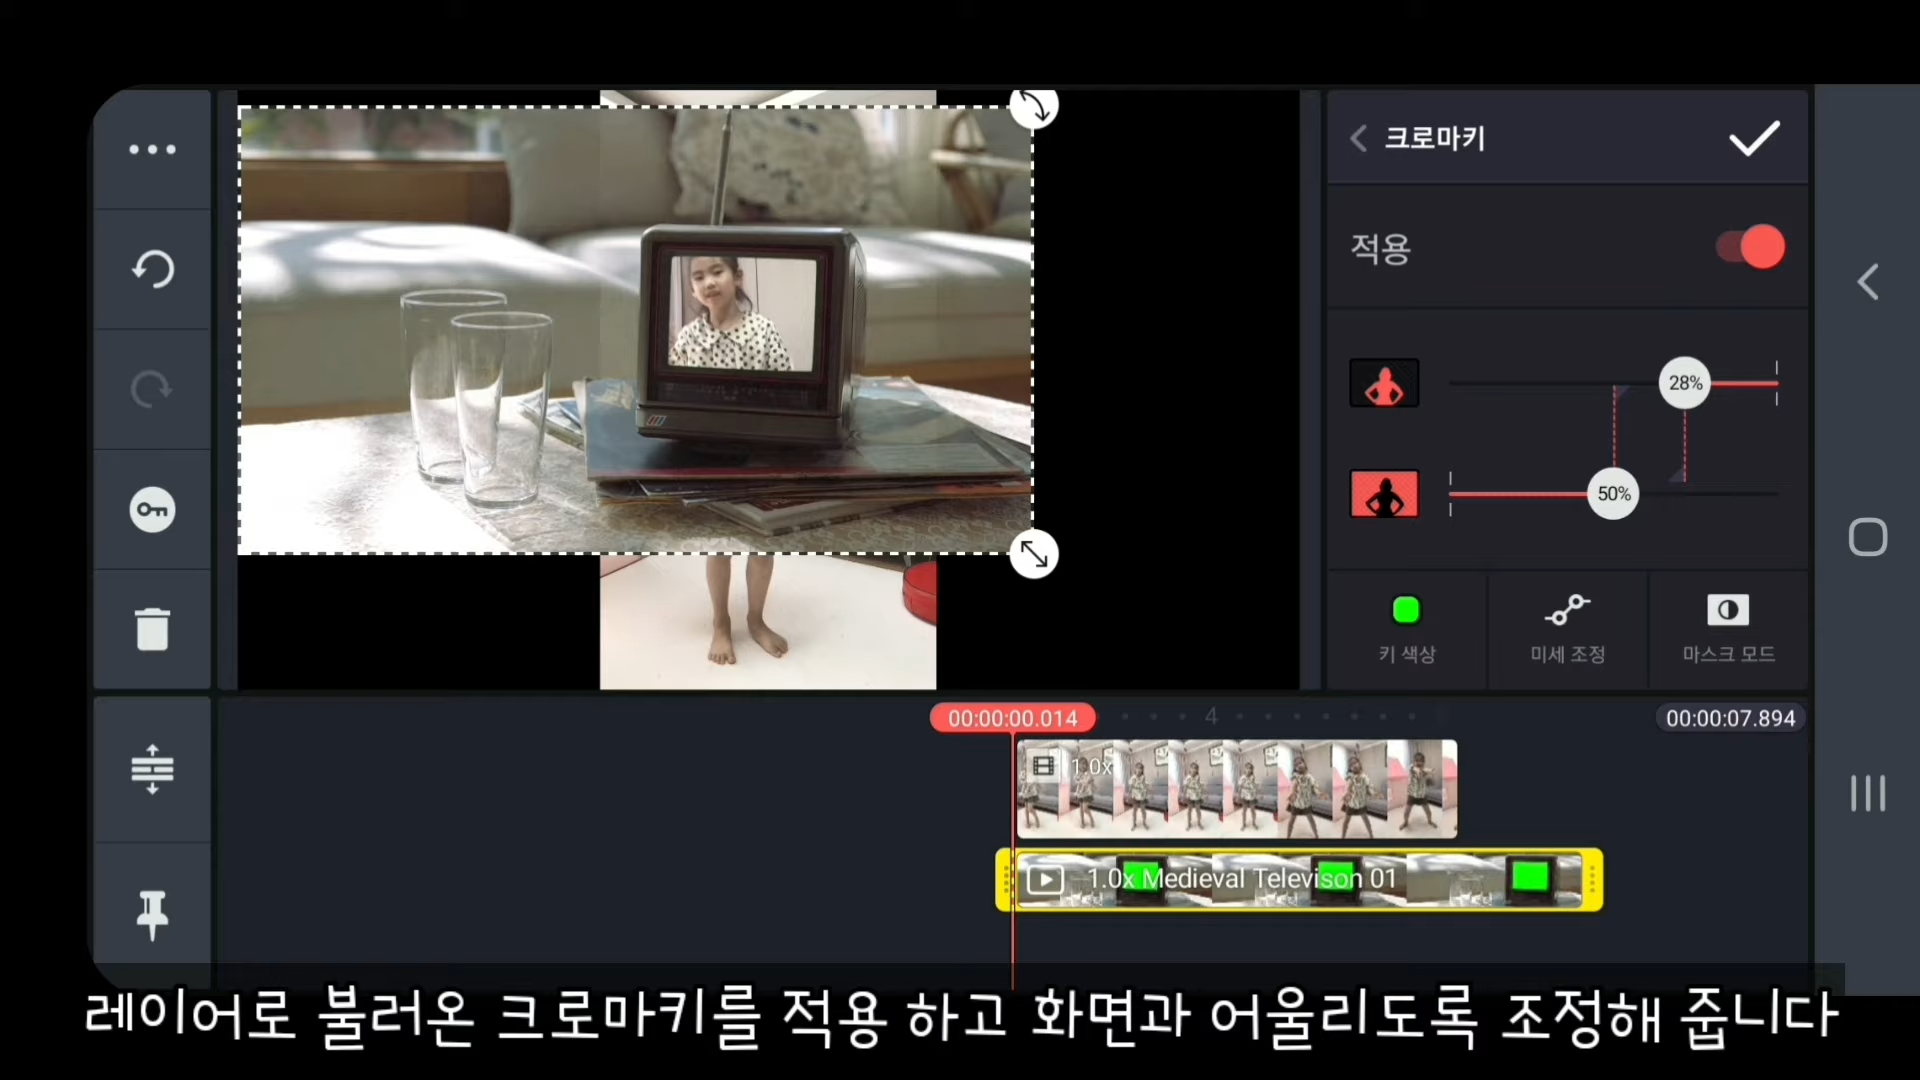 크로마키
적용
28%
50%
키 색상
미세 조정
마스크 모드
00:00:00.014
4
00:00:07.894
1.0x
1.0x Medieval Televison 01
레이어로 불러온 크로마키를 적용 하고 화면과 어울리도록 조정해 줍니다